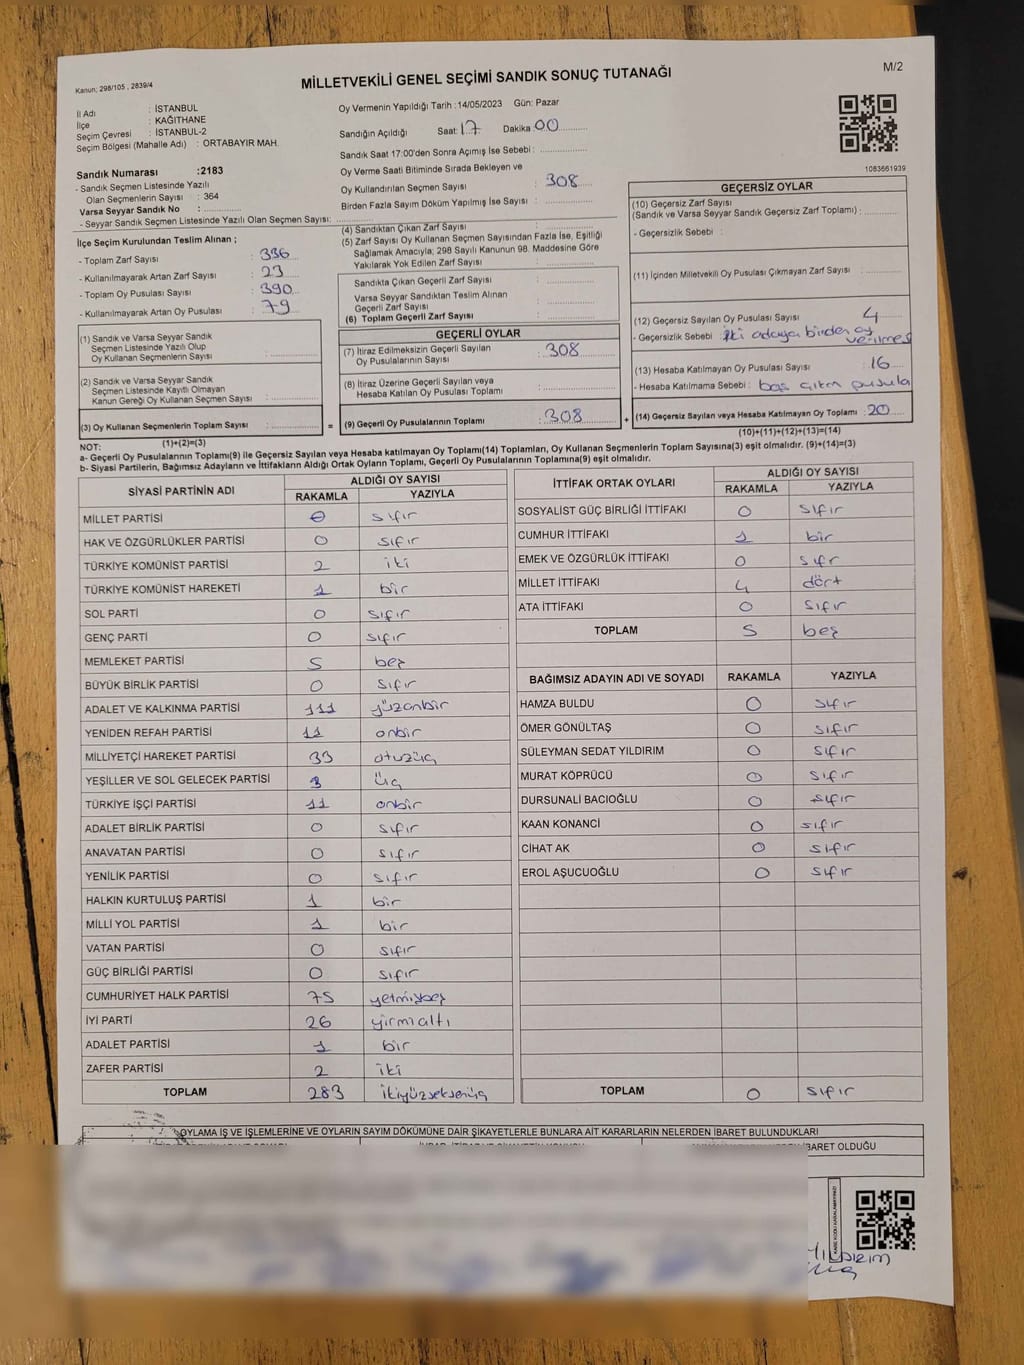 Kanun; 298/105 , 2839/4
MİLLETVEKİLİ GENEL SEÇİMİ SANDIK SONUÇ TUTANAĞI
M/2
İl Adı : İSTANBUL
İlçe : KAĞITHANE
Seçim Çevresi : İSTANBUL-2
Seçim Bölgesi (Mahalle Adı) : ORTABAYIR MAH.
Oy Vermenin Yapıldığı Tarih :14/05/2023 Gün: Pazar
Sandığın Açıldığı Saat: 17 Dakika 00
Sandık Saat 17:00'den Sonra Açımış İse Sebebi :
Oy Verme Saati Bitiminde Sırada Bekleyen ve
Oy Kullandırılan Seçmen Sayısı : 308
Birden Fazla Sayım Döküm Yapılmış İse Sayısı :
1083661939
Sandık Numarası :2183
- Sandık Seçmen Listesinde Yazılı
Olan Seçmenlerin Sayısı : 364
Varsa Seyyar Sandık No :
- Seyyar Sandık Seçmen Listesinde Yazılı Olan Seçmen Sayısı:
İlçe Seçim Kurulundan Teslim Alınan ;
- Toplam Zarf Sayısı : 336
- Kullanılmayarak Artan Zarf Sayısı : 23
- Toplam Oy Pusulası Sayısı : 390
- Kullanılmayarak Artan Oy Pusulası : 79
(1) Sandık ve Varsa Seyyar Sandık
Seçmen Listesinde Yazılı Olup
Oy Kullanan Seçmenlerin Sayısı :
(2) Sandık ve Varsa Seyyar Sandık
Seçmen Listesinde Kayıtlı Olmayan
Kanun Gereği Oy Kullanan Seçmen Sayısı :
(3) Oy Kullanan Seçmenlerin Toplam Sayısı :
(1)+(2)=(3)
(4) Sandıktan Çıkan Zarf Sayısı :
(5) Zarf Sayısı Oy Kullanan Seçmen Sayısından Fazla İse, Eşitliği
Sağlamak Amacıyla; 298 Sayılı Kanunun 98. Maddesine Göre
Yakılarak Yok Edilen Zarf Sayısı :
Sandıkta Çıkan Geçerli Zarf Sayısı :
Varsa Seyyar Sandıktan Teslim Alınan
Geçerli Zarf Sayısı :
(6) Toplam Geçerli Zarf Sayısı :
GEÇERLİ OYLAR
(7) İtiraz Edilmeksizin Geçerli Sayılan
Oy Pusulalarının Sayısı : 308
(8) İtiraz Üzerine Geçerli Sayılan veya
Hesaba Katılan Oy Pusulası Toplamı :
= (9) Geçerli Oy Pusulalarının Toplamı : 308 +
GEÇERSİZ OYLAR
(10) Geçersiz Zarf Sayısı
(Sandık ve Varsa Seyyar Sandık Geçersiz Zarf Toplamı) :
- Geçersizlik Sebebi :
(11) İçinden Milletvekili Oy Pusulası Çıkmayan Zarf Sayısı :
(12) Geçersiz Sayılan Oy Pusulası Sayısı : 4
- Geçersizlik Sebebi : iki adaya birden oy
verilmesi
(13) Hesaba Katılmayan Oy Pusulası Sayısı : 16
- Hesaba Katılmama Sebebi : boş çıkan pusula
(14) Geçersiz Sayılan veya Hesaba Katılmayan Oy Toplamı : 20
(10)+(11)+(12)+(13)=(14)
NOT:
a- Geçerli Oy Pusulalarının Toplamı(9) ile Geçersiz Sayılan veya Hesaba katılmayan Oy Toplamı(14) Toplamları, Oy Kullanan Seçmenlerin Toplam Sayısına(3) eşit olmalıdır. (9)+(14)=(3)
b- Siyasi Partilerin, Bağımsız Adayların ve İttifakların Aldığı Ortak Oyların Toplamı, Geçerli Oy Pusulalarının Toplamına(9) eşit olmalıdır.
SİYASİ PARTİNİN ADI ALDIĞI OY SAYISI
RAKAMLA YAZIYLA
MİLLET PARTİSİ 0 sıfır
HAK VE ÖZGÜRLÜKLER PARTİSİ 0 sıfır
TÜRKİYE KOMÜNİST PARTİSİ 2 iki
TÜRKİYE KOMÜNİST HAREKETİ 1 bir
SOL PARTİ 0 sıfır
GENÇ PARTİ 0 sıfır
MEMLEKET PARTİSİ 5 beş
BÜYÜK BİRLİK PARTİSİ 0 sıfır
ADALET VE KALKINMA PARTİSİ 111 yüzonbir
YENİDEN REFAH PARTİSİ 11 onbir
MİLLİYETÇİ HAREKET PARTİSİ 33 otuzüç
YEŞİLLER VE SOL GELECEK PARTİSİ 3 üç
TÜRKİYE İŞÇİ PARTİSİ 11 onbir
ADALET BİRLİK PARTİSİ 0 sıfır
ANAVATAN PARTİSİ 0 sıfır
YENİLİK PARTİSİ 0 sıfır
HALKIN KURTULUŞ PARTİSİ 1 bir
MİLLİ YOL PARTİSİ 1 bir
VATAN PARTİSİ 0 sıfır
GÜÇ BİRLİĞİ PARTİSİ 0 sıfır
CUMHURİYET HALK PARTİSİ 75 yetmişbeş
İYİ PARTİ 26 yirmialtı
ADALET PARTİSİ 1 bir
ZAFER PARTİSİ 2 iki
TOPLAM 283 ikiyüzseksenüç
İTTİFAK ORTAK OYLARI ALDIĞI OY SAYISI
RAKAMLA YAZIYLA
SOSYALİST GÜÇ BİRLİĞİ İTTİFAKI 0 sıfır
CUMHUR İTTİFAKI 1 bir
EMEK VE ÖZGÜRLÜK İTTİFAKI 0 sıfr
MİLLET İTTİFAKI 4 dört
ATA İTTİFAKI 0 sıfır
TOPLAM 5 beş
BAĞIMSIZ ADAYIN ADI VE SOYADI RAKAMLA YAZIYLA
HAMZA BULDU 0 sıfır
ÖMER GÖNÜLTAŞ 0 sıfır
SÜLEYMAN SEDAT YILDIRIM 0 sıfır
MURAT KÖPRÜCÜ 0 sıfır
DURSUNALİ BACIOĞLU 0 sıfır
KAAN KONANCİ 0 sıfır
CİHAT AK 0 sıfır
EROL AŞUCUOĞLU 0 sıfır
TOPLAM 0 sıfır
OYLAMA İŞ VE İŞLEMLERİNE VE OYLARIN SAYIM DÖKÜMÜNE DAİR ŞİKAYETLERLE BUNLARA AİT KARARLARIN NELERDEN İBARET BULUNDUKLARI
İBARET OLDUĞU